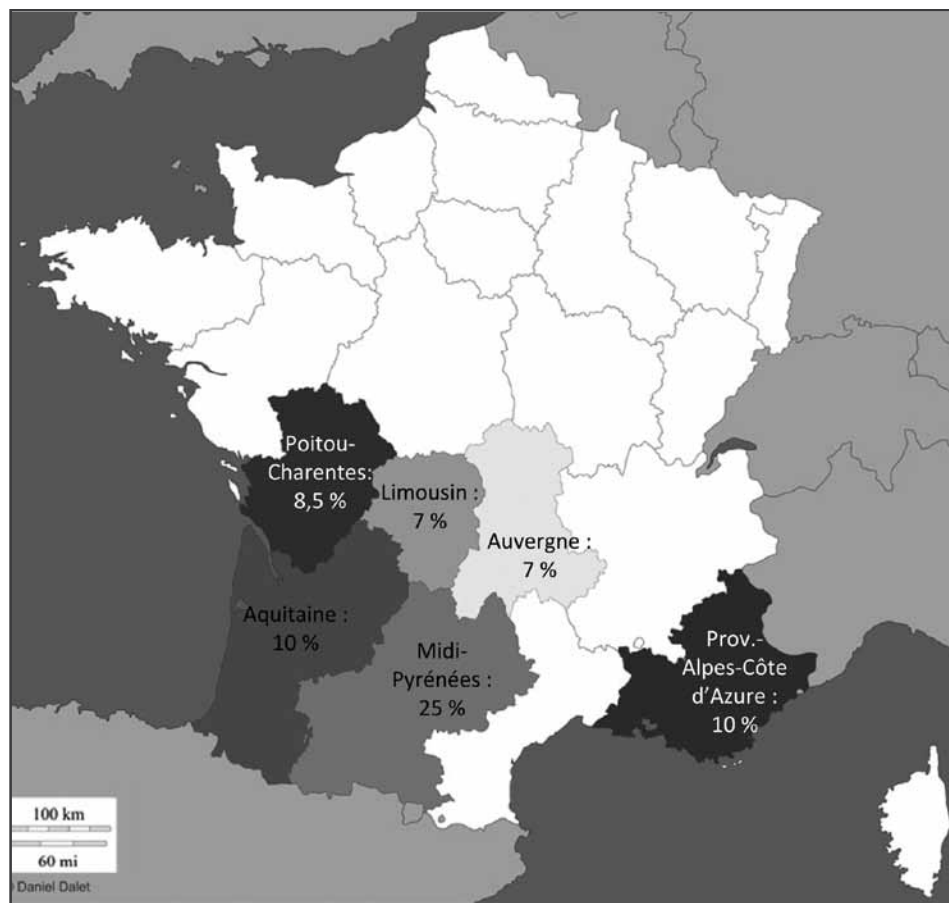 Poitou-
Charentes:
8,5 %
Limousin :
7 %
Auvergne :
7 %
Aquitaine :
10 %
Midi-
Pyrénées :
25 %
Prov.-
Alpes-Côte
d'Azure :
10 %
100 km
60 mi
Daniel Dalet